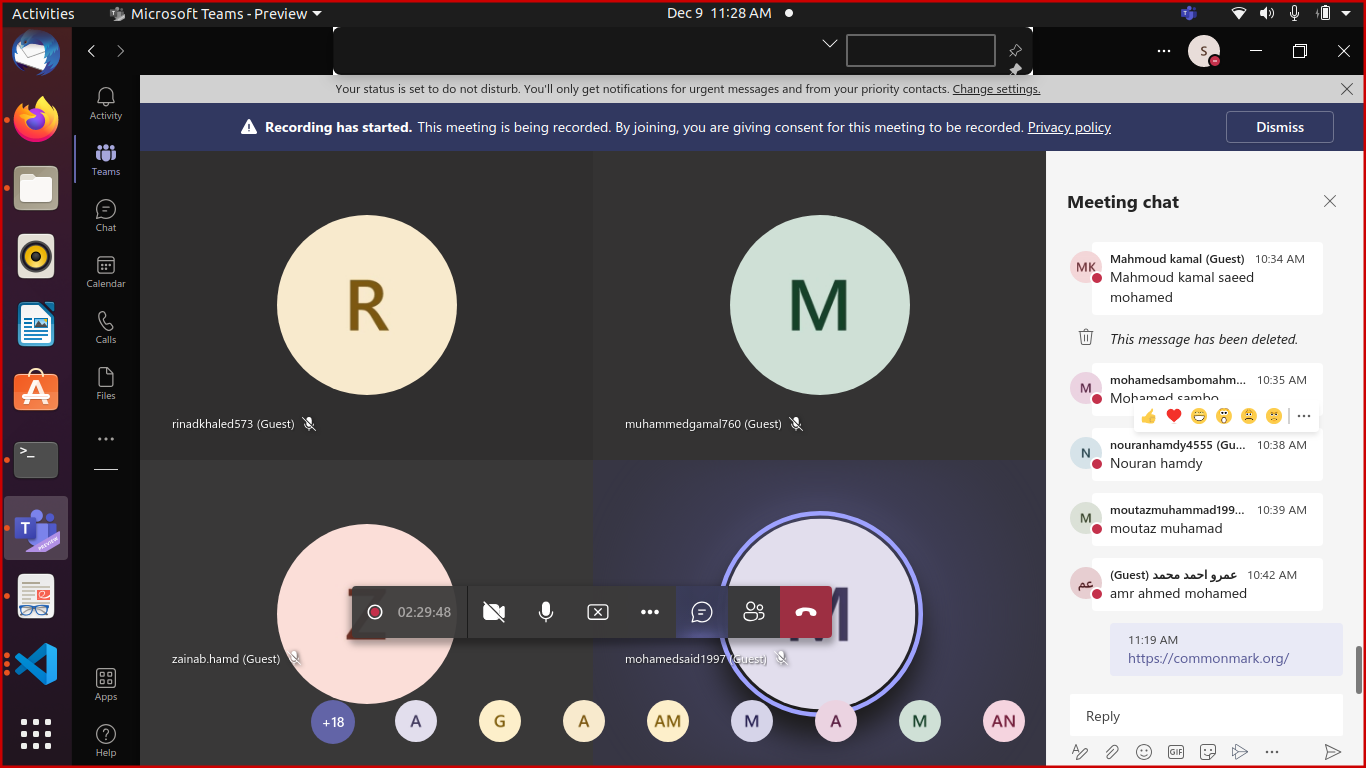 Activities
Microsoft Teams - Preview
Dec 9 11:28 AM
S
Your status is set to do not disturb. You'll only get notifications for urgent messages and from your priority contacts. Change settings.
Recording has started. This meeting is being recorded. By joining, you are giving consent for this meeting to be recorded. Privacy policy
Dismiss
Activity
Teams
Chat
Calendar
Calls
Files
Apps
Help
>_
T
PREVIEW
R
rinadkhaled573 (Guest)
M
muhammedgamal760 (Guest)
Z
zainab.hamd (Guest)
M
mohamedsaid1997 (Guest)
02:29:48
+18
A
G
A
AM
M
A
M
AN
Meeting chat
MK
Mahmoud kamal (Guest) 10:34 AM
Mahmoud kamal saeed
mohamed
This message has been deleted.
M
mohamedsambomahm... 10:35 AM
Mohamed sambo
N
nouranhamdy4555 (Gu... 10:38 AM
Nouran hamdy
M
moutazmuhammad199... 10:39 AM
moutaz muhamad
عم
عمرو احمد محمد (Guest) 10:42 AM
amr ahmed mohamed
11:19 AM
https://commonmark.org/
Reply
GIF